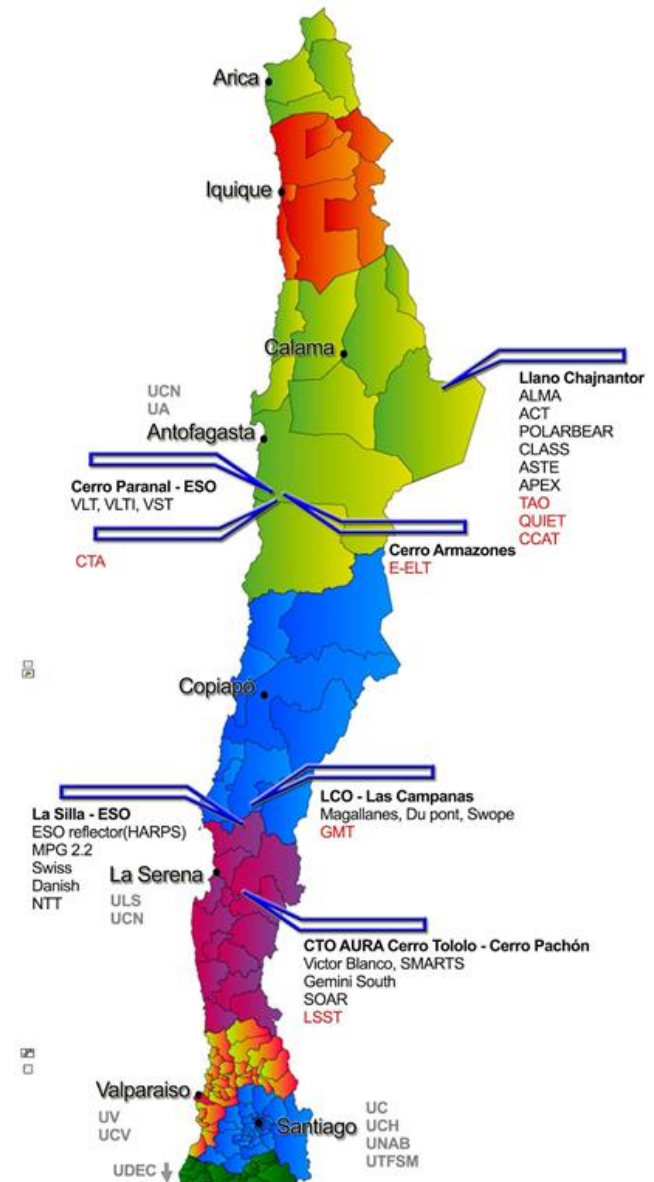 Arica
Iquique
Calama
Llano Chajnantor
ALMA
ACT
POLARBEAR
CLASS
ASTE
APEX
TAO
QUIET
CCAT
UCN
UA
Antofagasta
Cerro Paranal - ESO
VLT, VLTI, VST
CTA
Cerro Armazones
E-ELT
Copiapò
LCO - Las Campanas
Magallanes, Du pont, Swope
GMT
La Silla - ESO
ESO reflector(HARPS)
MPG 2.2
Swiss
Danish
NTT
La Serena
ULS
UCN
CTO AURA Cerro Tololo - Cerro Pachón
Victor Blanco, SMARTS
Gemini South
SOAR
LSST
Valparaiso
UV
UCV
Santiago
UC
UCH
UNAB
UTFSM
UDEC